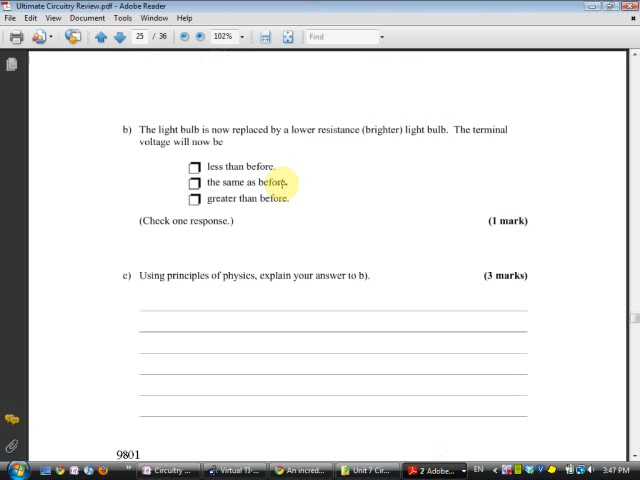 Ultimate Circuitry Review.pdf - Adobe Reader
File Edit View Document Tools Window Help
25 / 36 102% Find
b) The light bulb is now replaced by a lower resistance (brighter) light bulb. The terminal
voltage will now be
less than before.
the same as before.
greater than before.
(Check one response.) (1 mark)
c) Using principles of physics, explain your answer to b). (3 marks)
9801
Circuitry ... Virtual TI-... An incred... Unit 7 Cir... 2 Adobe... EN 3:47 PM